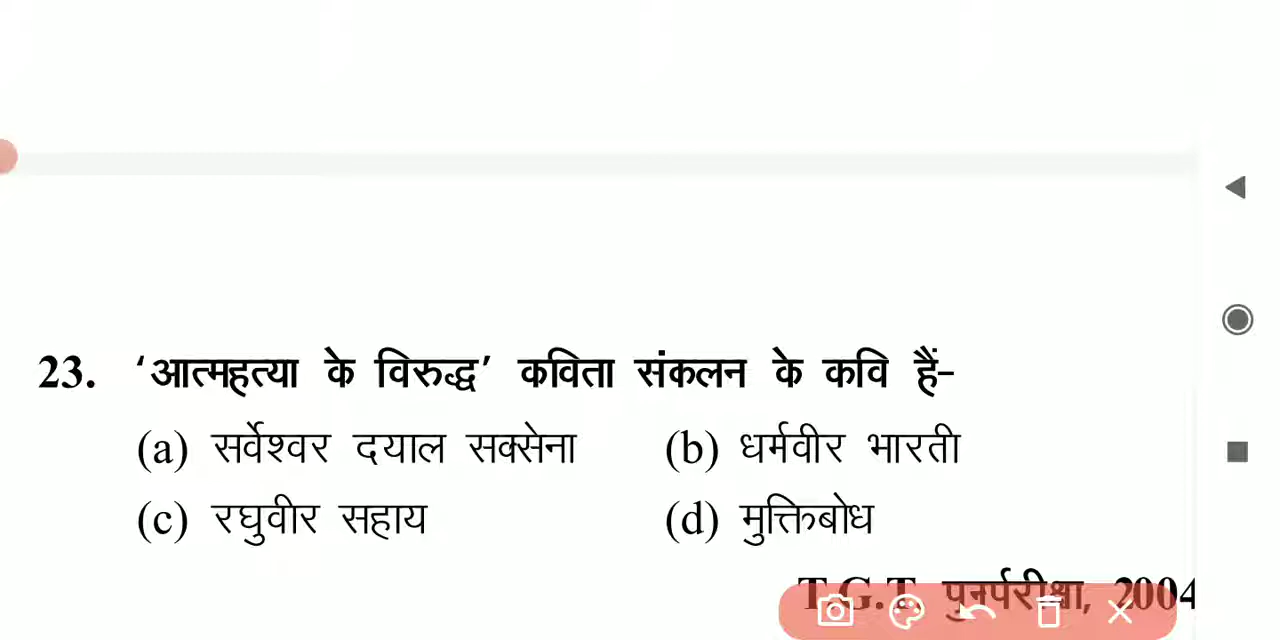 23. ‘आत्महत्या के विरुद्ध’ कविता संकलन के कवि हैं-
(a) सर्वेश्वर दयाल सक्सेना (b) धर्मवीर भारती
(c) रघुवीर सहाय (d) मुक्तिबोध
T.G.T. पुनर्परीक्षा, 2004